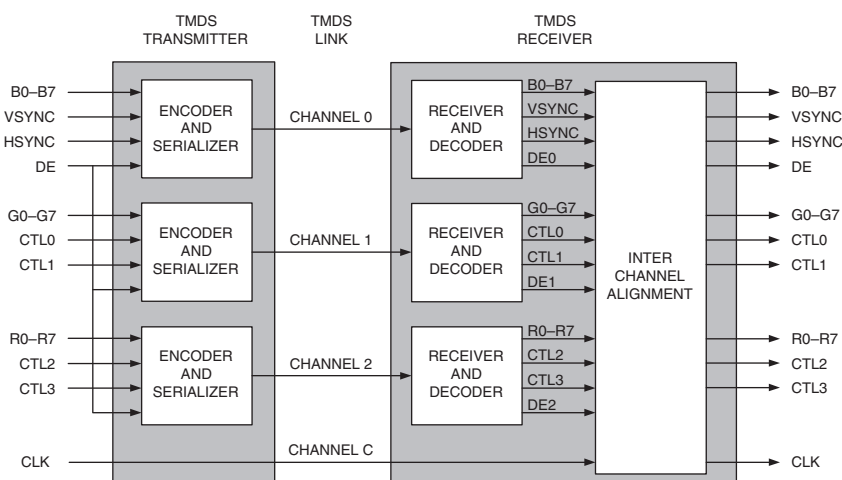 TMDS
TRANSMITTER
TMDS
LINK
TMDS
RECEIVER
B0–B7
VSYNC
HSYNC
DE
ENCODER
AND
SERIALIZER
CHANNEL 0
RECEIVER
AND
DECODER
B0–B7
VSYNC
HSYNC
DE0
B0–B7
VSYNC
HSYNC
DE
G0–G7
CTL0
CTL1
ENCODER
AND
SERIALIZER
CHANNEL 1
RECEIVER
AND
DECODER
G0–G7
CTL0
CTL1
DE1
INTER
CHANNEL
ALIGNMENT
G0–G7
CTL0
CTL1
R0–R7
CTL2
CTL3
ENCODER
AND
SERIALIZER
CHANNEL 2
RECEIVER
AND
DECODER
R0–R7
CTL2
CTL3
DE2
R0–R7
CTL2
CTL3
CLK
CHANNEL C
CLK